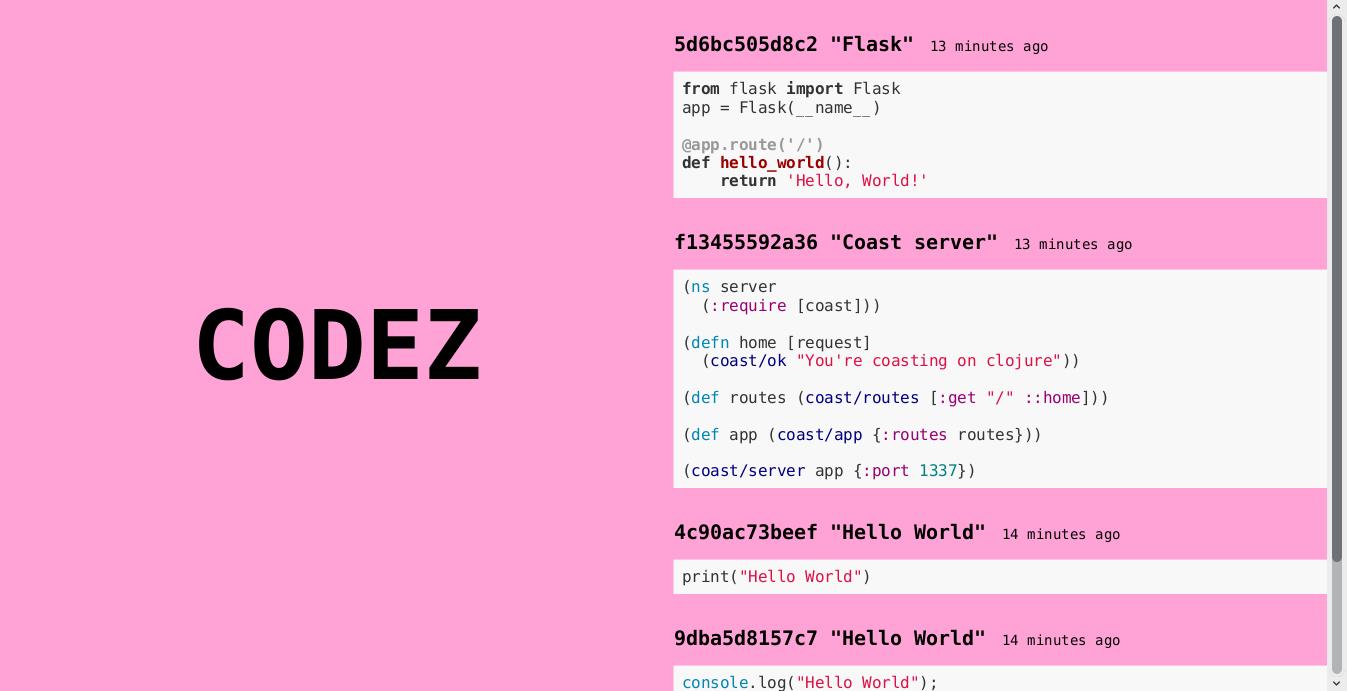 CODEZ
5d6bc505d8c2 "Flask" 13 minutes ago
from flask import Flask
app = Flask(__name__)
@app.route('/')
def hello_world():
    return 'Hello, World!'
f13455592a36 "Coast server" 13 minutes ago
(ns server
  (:require [coast]))
(defn home [request]
  (coast/ok "You're coasting on clojure"))
(def routes (coast/routes [:get "/" ::home]))
(def app (coast/app {:routes routes}))
(coast/server app {:port 1337})
4c90ac73beef "Hello World" 14 minutes ago
print("Hello World")
9dba5d8157c7 "Hello World" 14 minutes ago
console.log("Hello World");